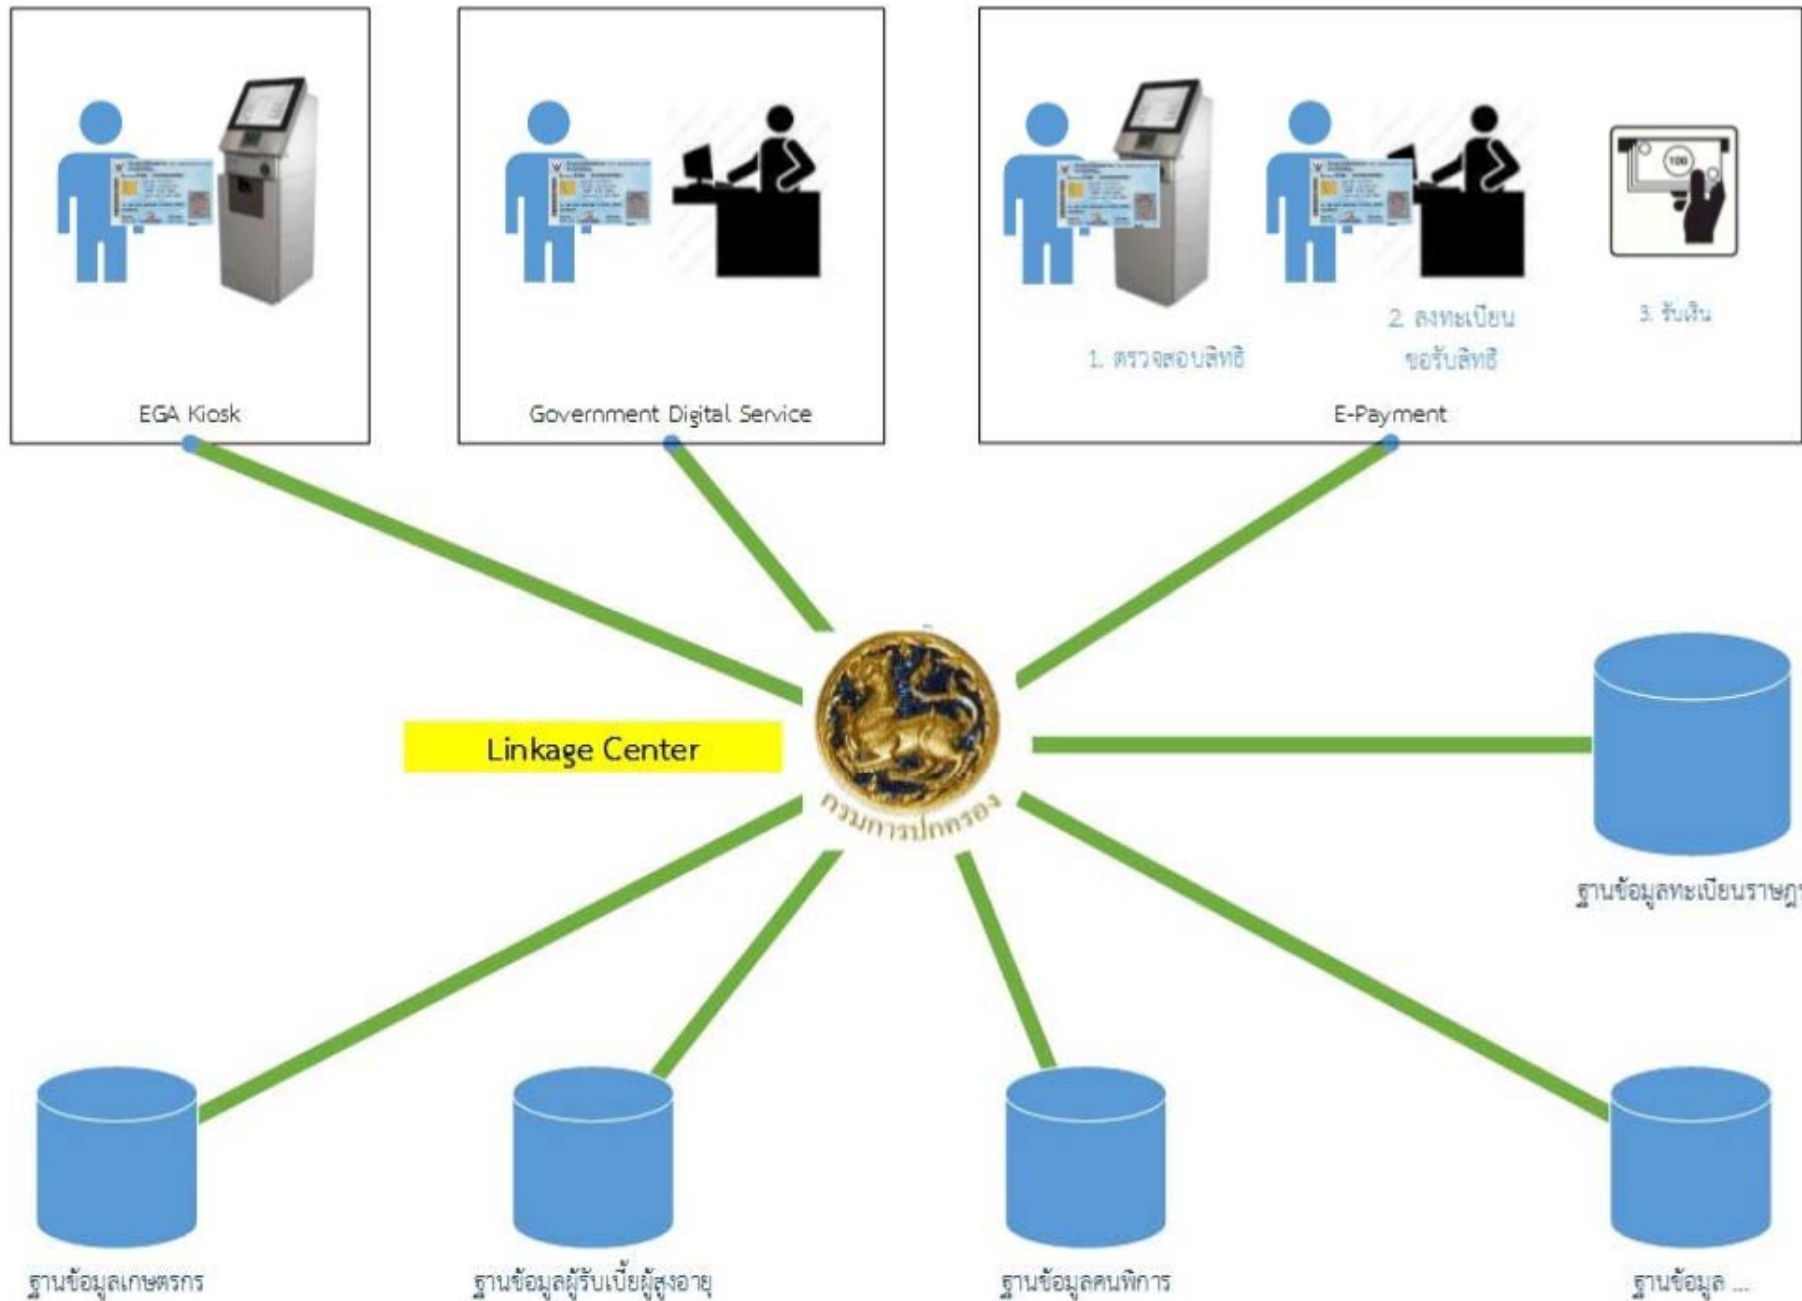 1. ตรวจสอบสิทธิ
2. ลงทะเบียน
ขอรับสิทธิ
3. รับเงิน
EGA Kiosk
Government Digital Service
E-Payment
Linkage Center
กรมการปกครอง
100
ฐานข้อมูลทะเบียนราษฎร
ฐานข้อมูลเกษตรกร
ฐานข้อมูลผู้รับเบี้ยผู้สูงอายุ
ฐานข้อมูลคนพิการ
ฐานข้อมูล ...